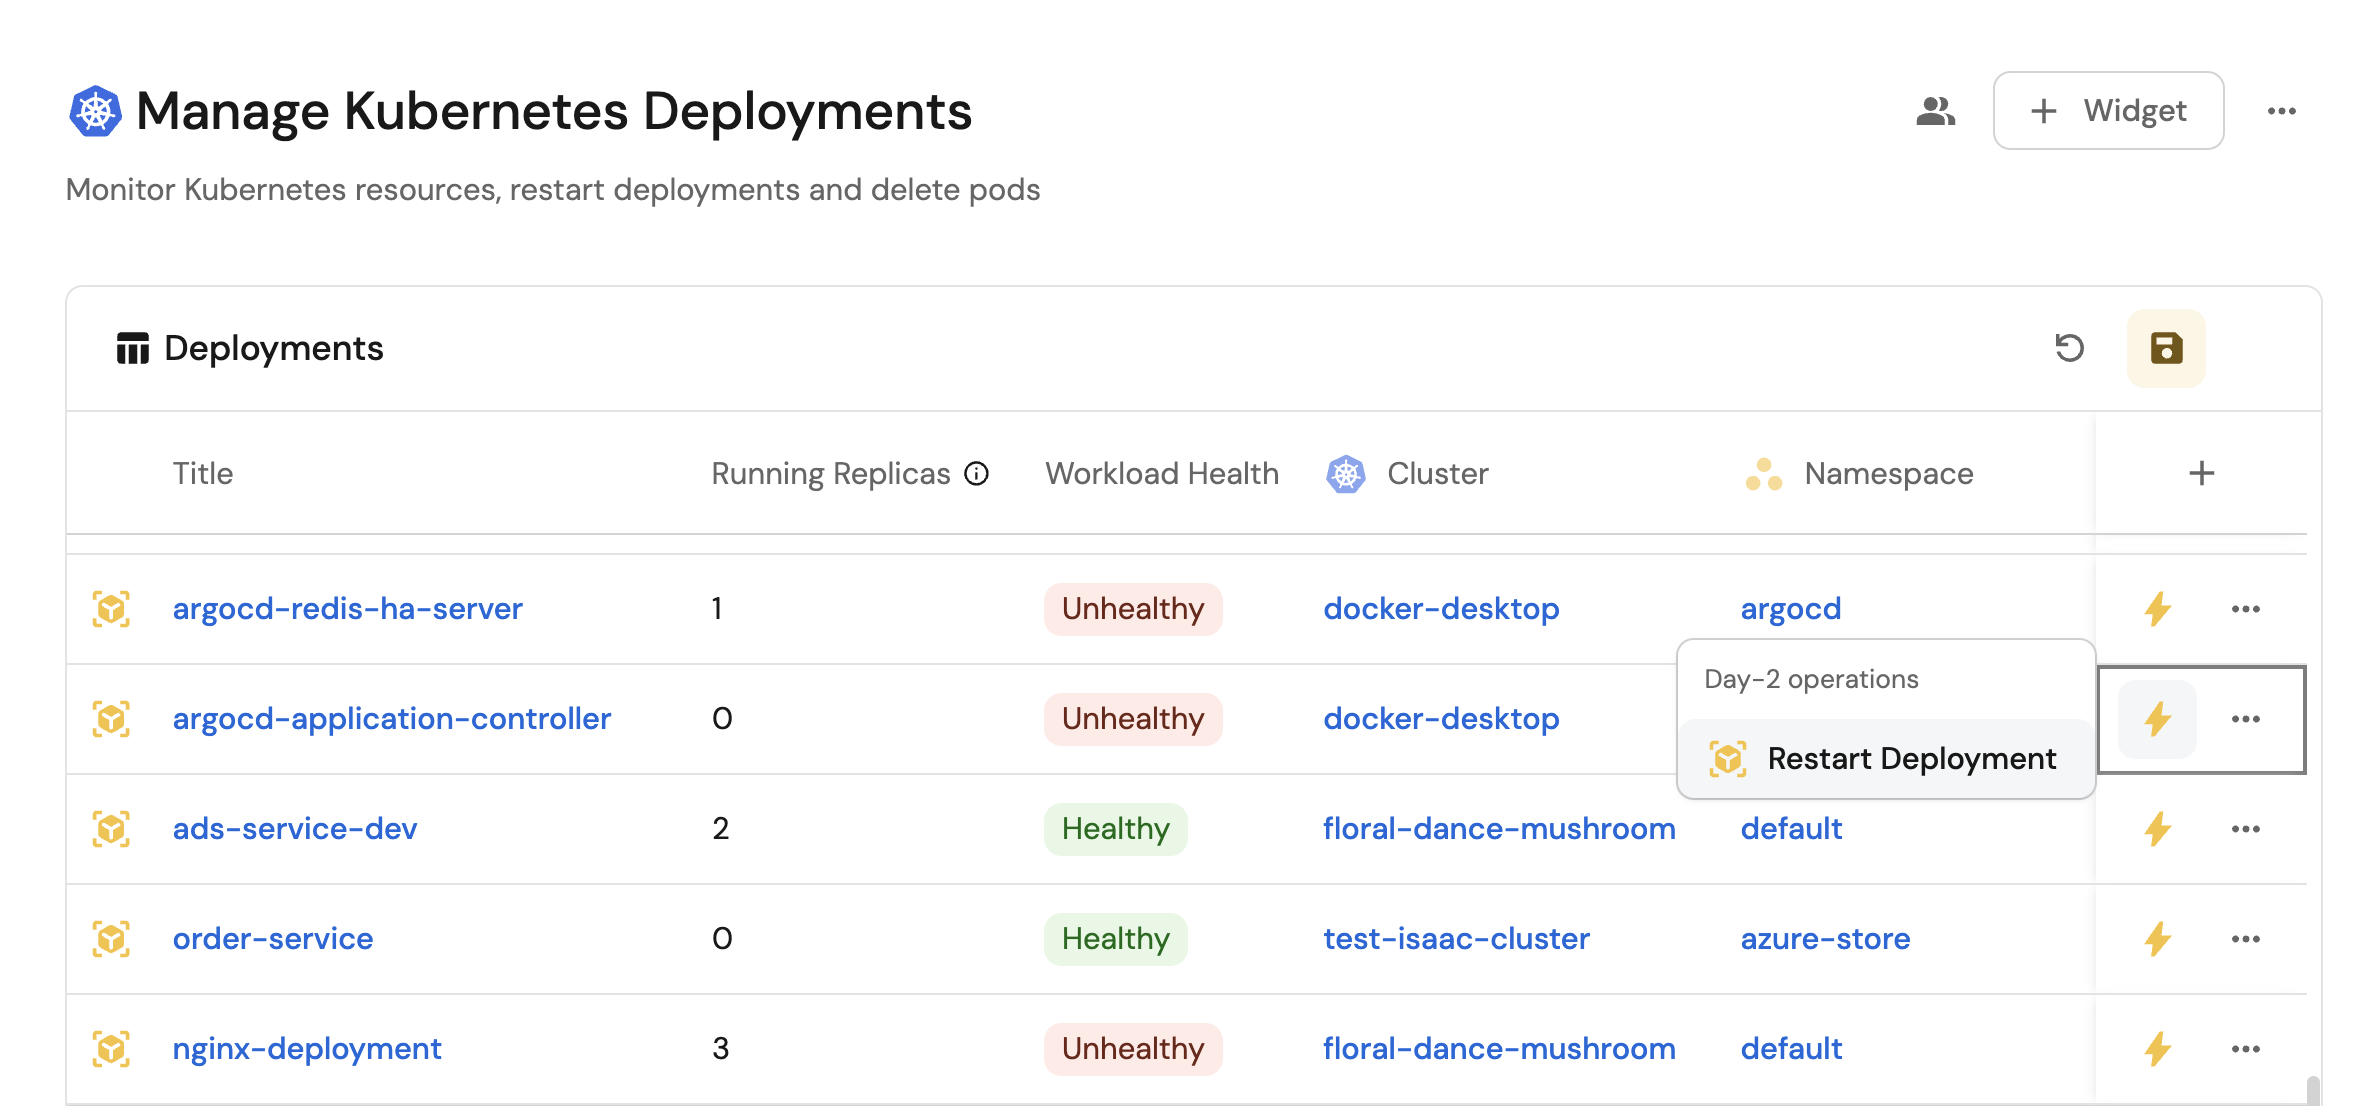 Manage Kubernetes Deployments
+ Widget
Monitor Kubernetes resources, restart deployments and delete pods
Deployments
Title Running Replicas Workload Health Cluster Namespace +
argocd-redis-ha-server 1 Unhealthy docker-desktop argocd
Day-2 operations
argocd-application-controller 0 Unhealthy docker-desktop
Restart Deployment
ads-service-dev 2 Healthy floral-dance-mushroom default
order-service 0 Healthy test-isaac-cluster azure-store
nginx-deployment 3 Unhealthy floral-dance-mushroom default